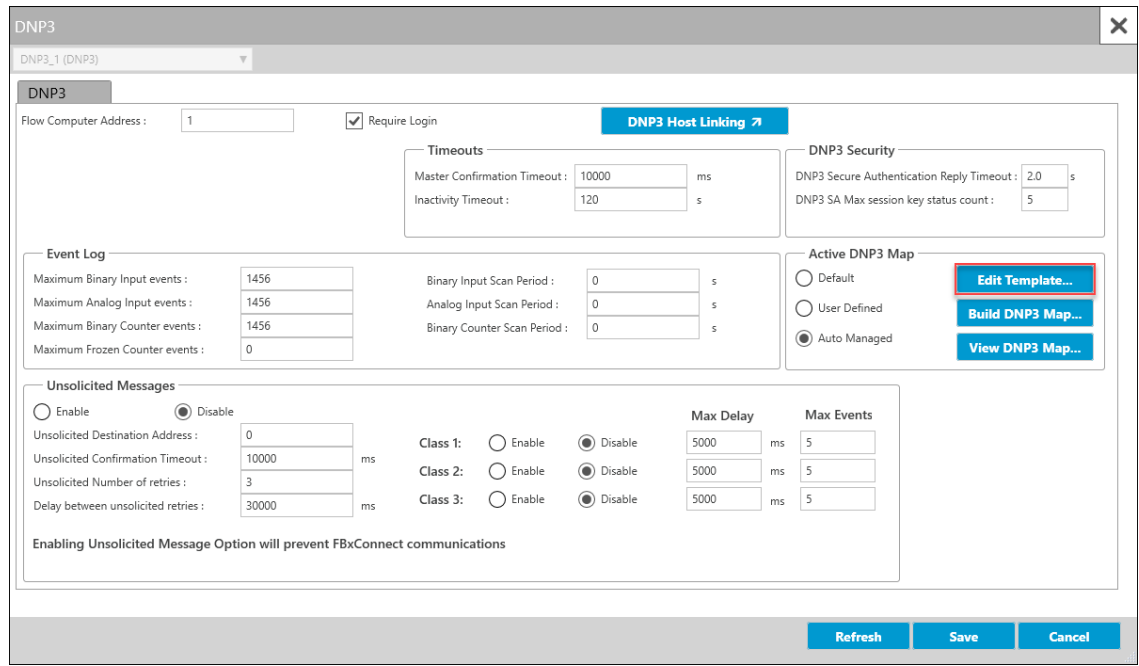 DNP3
DNP3_1 (DNP3)
DNP3
Flow Computer Address : 1 Require Login DNP3 Host Linking
Timeouts
Master Confirmation Timeout : 10000 ms
Inactivity Timeout : 120 s
DNP3 Security
DNP3 Secure Authentication Reply Timeout : 2.0 s
DNP3 SA Max session key status count : 5
Event Log
Maximum Binary Input events : 1456
Maximum Analog Input events : 1456
Maximum Binary Counter events : 1456
Maximum Frozen Counter events : 0
Binary Input Scan Period : 0 s
Analog Input Scan Period : 0 s
Binary Counter Scan Period : 0 s
Active DNP3 Map
Default
User Defined
Auto Managed
Edit Template...
Build DNP3 Map...
View DNP3 Map...
Unsolicited Messages
Enable Disable
Unsolicited Destination Address : 0
Unsolicited Confirmation Timeout : 10000 ms
Unsolicited Number of retries : 3
Delay between unsolicited retries : 30000 ms
Max Delay Max Events
Class 1: Enable Disable 5000 ms 5
Class 2: Enable Disable 5000 ms 5
Class 3: Enable Disable 5000 ms 5
Enabling Unsolicited Message Option will prevent FBxConnect communications
Refresh Save Cancel